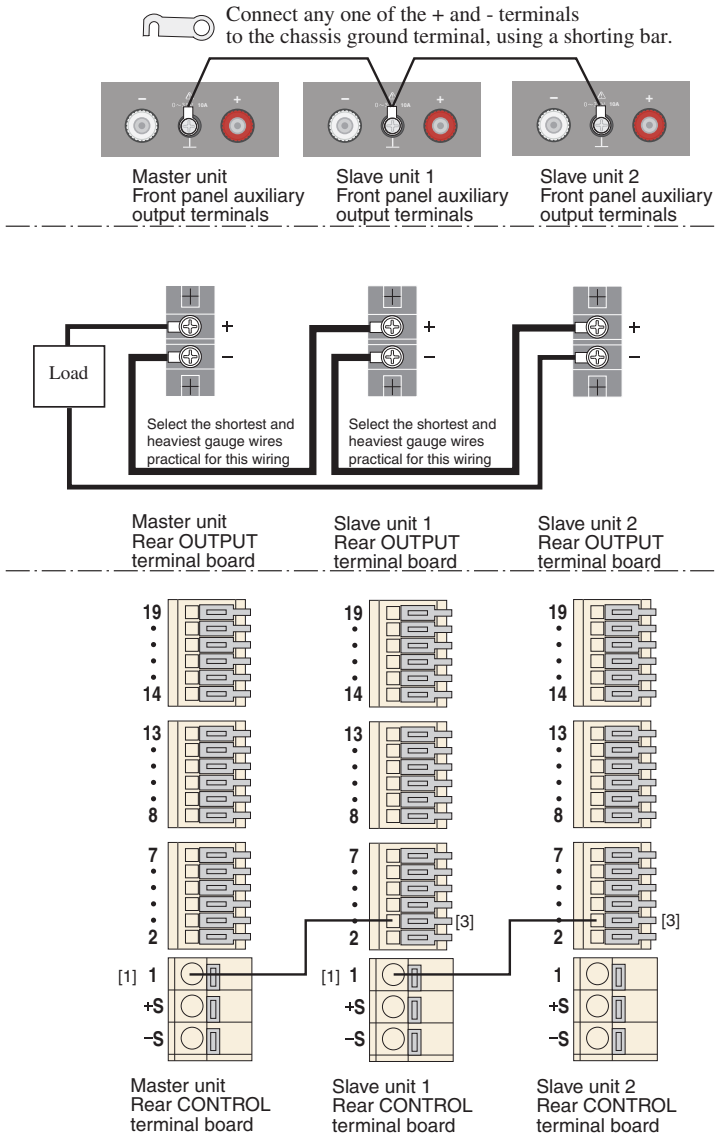 Connect any one of the + and - terminals
to the chassis ground terminal, using a shorting bar.
− + − + − +
Master unit
Front panel auxiliary
output terminals
Slave unit 1
Front panel auxiliary
output terminals
Slave unit 2
Front panel auxiliary
output terminals
+ + +
− − −
Load
Select the shortest and
heaviest gauge wires
practical for this wiring
Select the shortest and
heaviest gauge wires
practical for this wiring
Master unit
Rear OUTPUT
terminal board
Slave unit 1
Rear OUTPUT
terminal board
Slave unit 2
Rear OUTPUT
terminal board
19 19 19
14 14 14
13 13 13
8 8 8
7 7 7
[3] [3]
2 2 2
[1] 1 [1] 1 1
+S +S +S
−S −S −S
Master unit
Rear CONTROL
terminal board
Slave unit 1
Rear CONTROL
terminal board
Slave unit 2
Rear CONTROL
terminal board